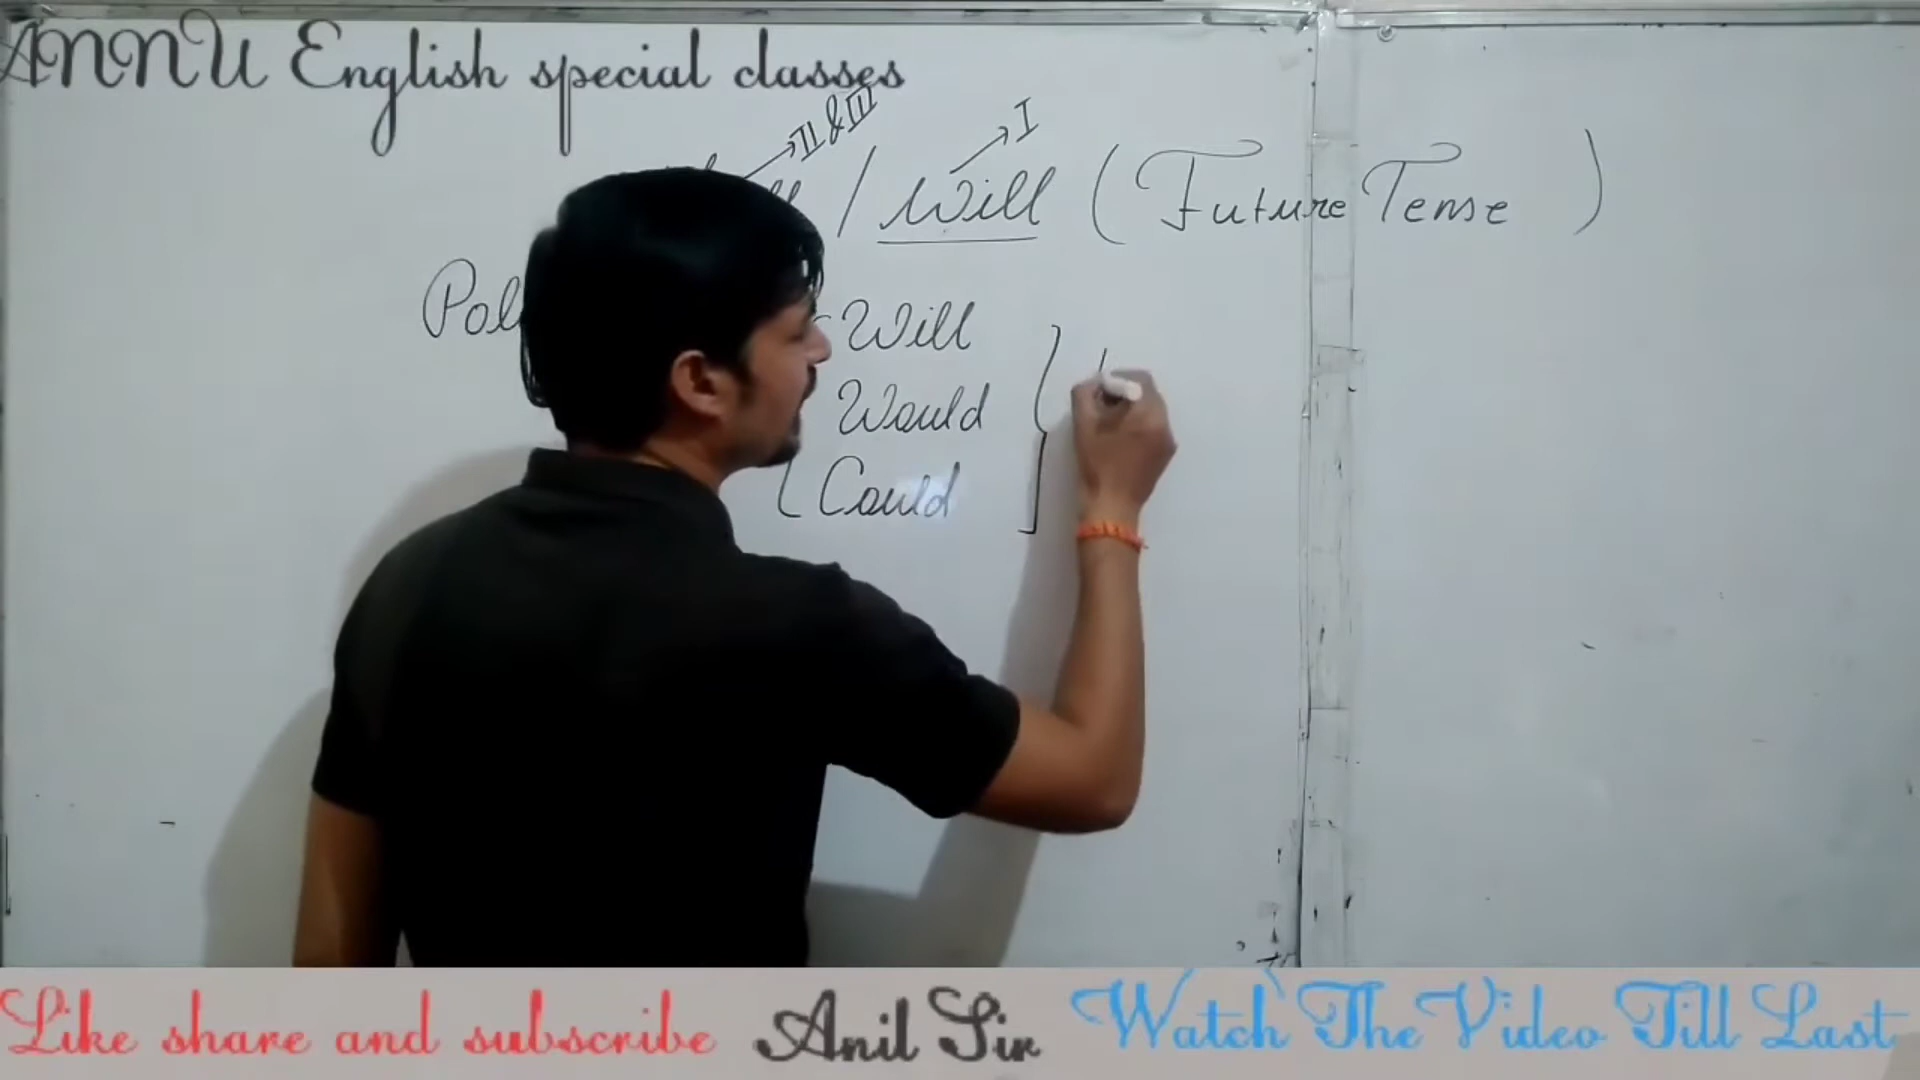 ANNU English special classes
II & III
I
/ Will ( Future Tense )
Will
Would
Could
Like share and subscribe Anil Sir Watch The Video Till Last